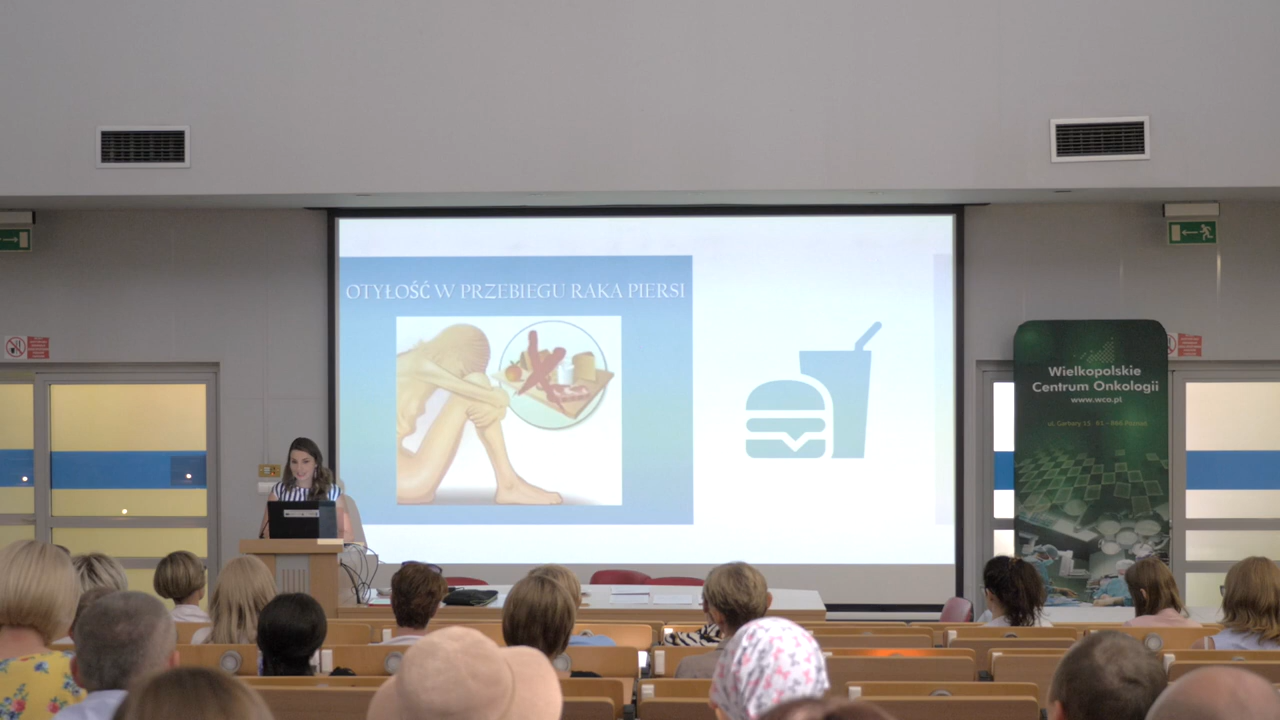 OTYŁOŚĆ W PRZEBIEGU RAKA PIERSI
Wielkopolskie
Centrum Onkologii
www.wco.pl